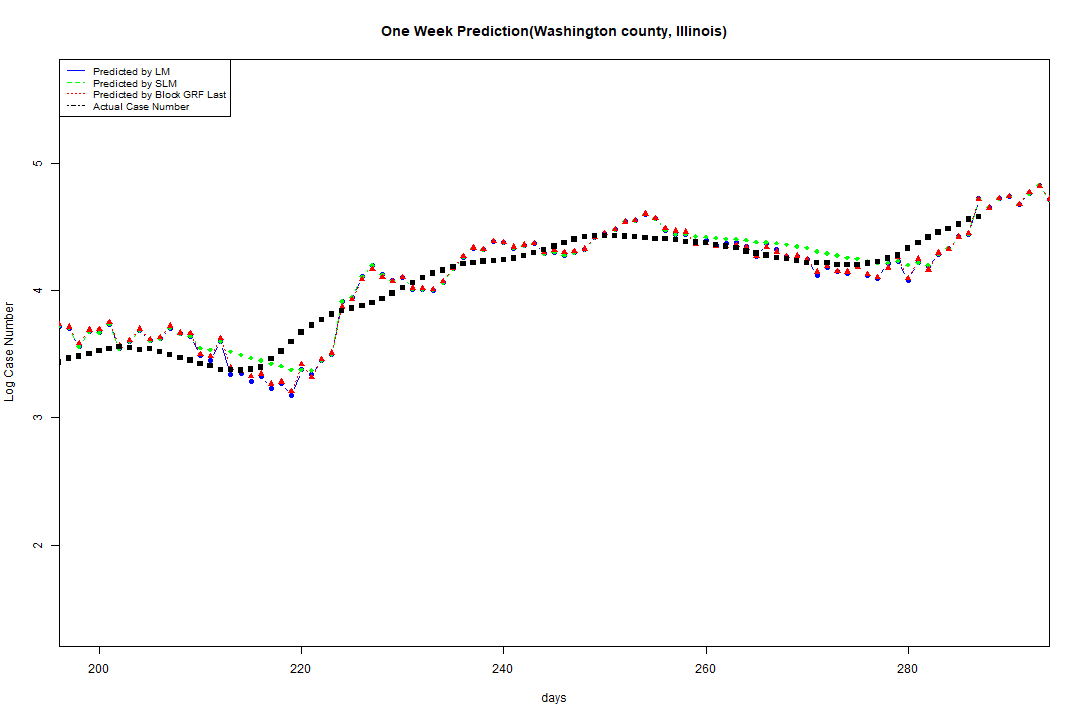 One Week Prediction(Washington county, Illinois)
Predicted by LM
Predicted by SLM
Predicted by Block GRF Last
Actual Case Number
5
4
3
2
Log Case Number
200 220 240 260 280
days